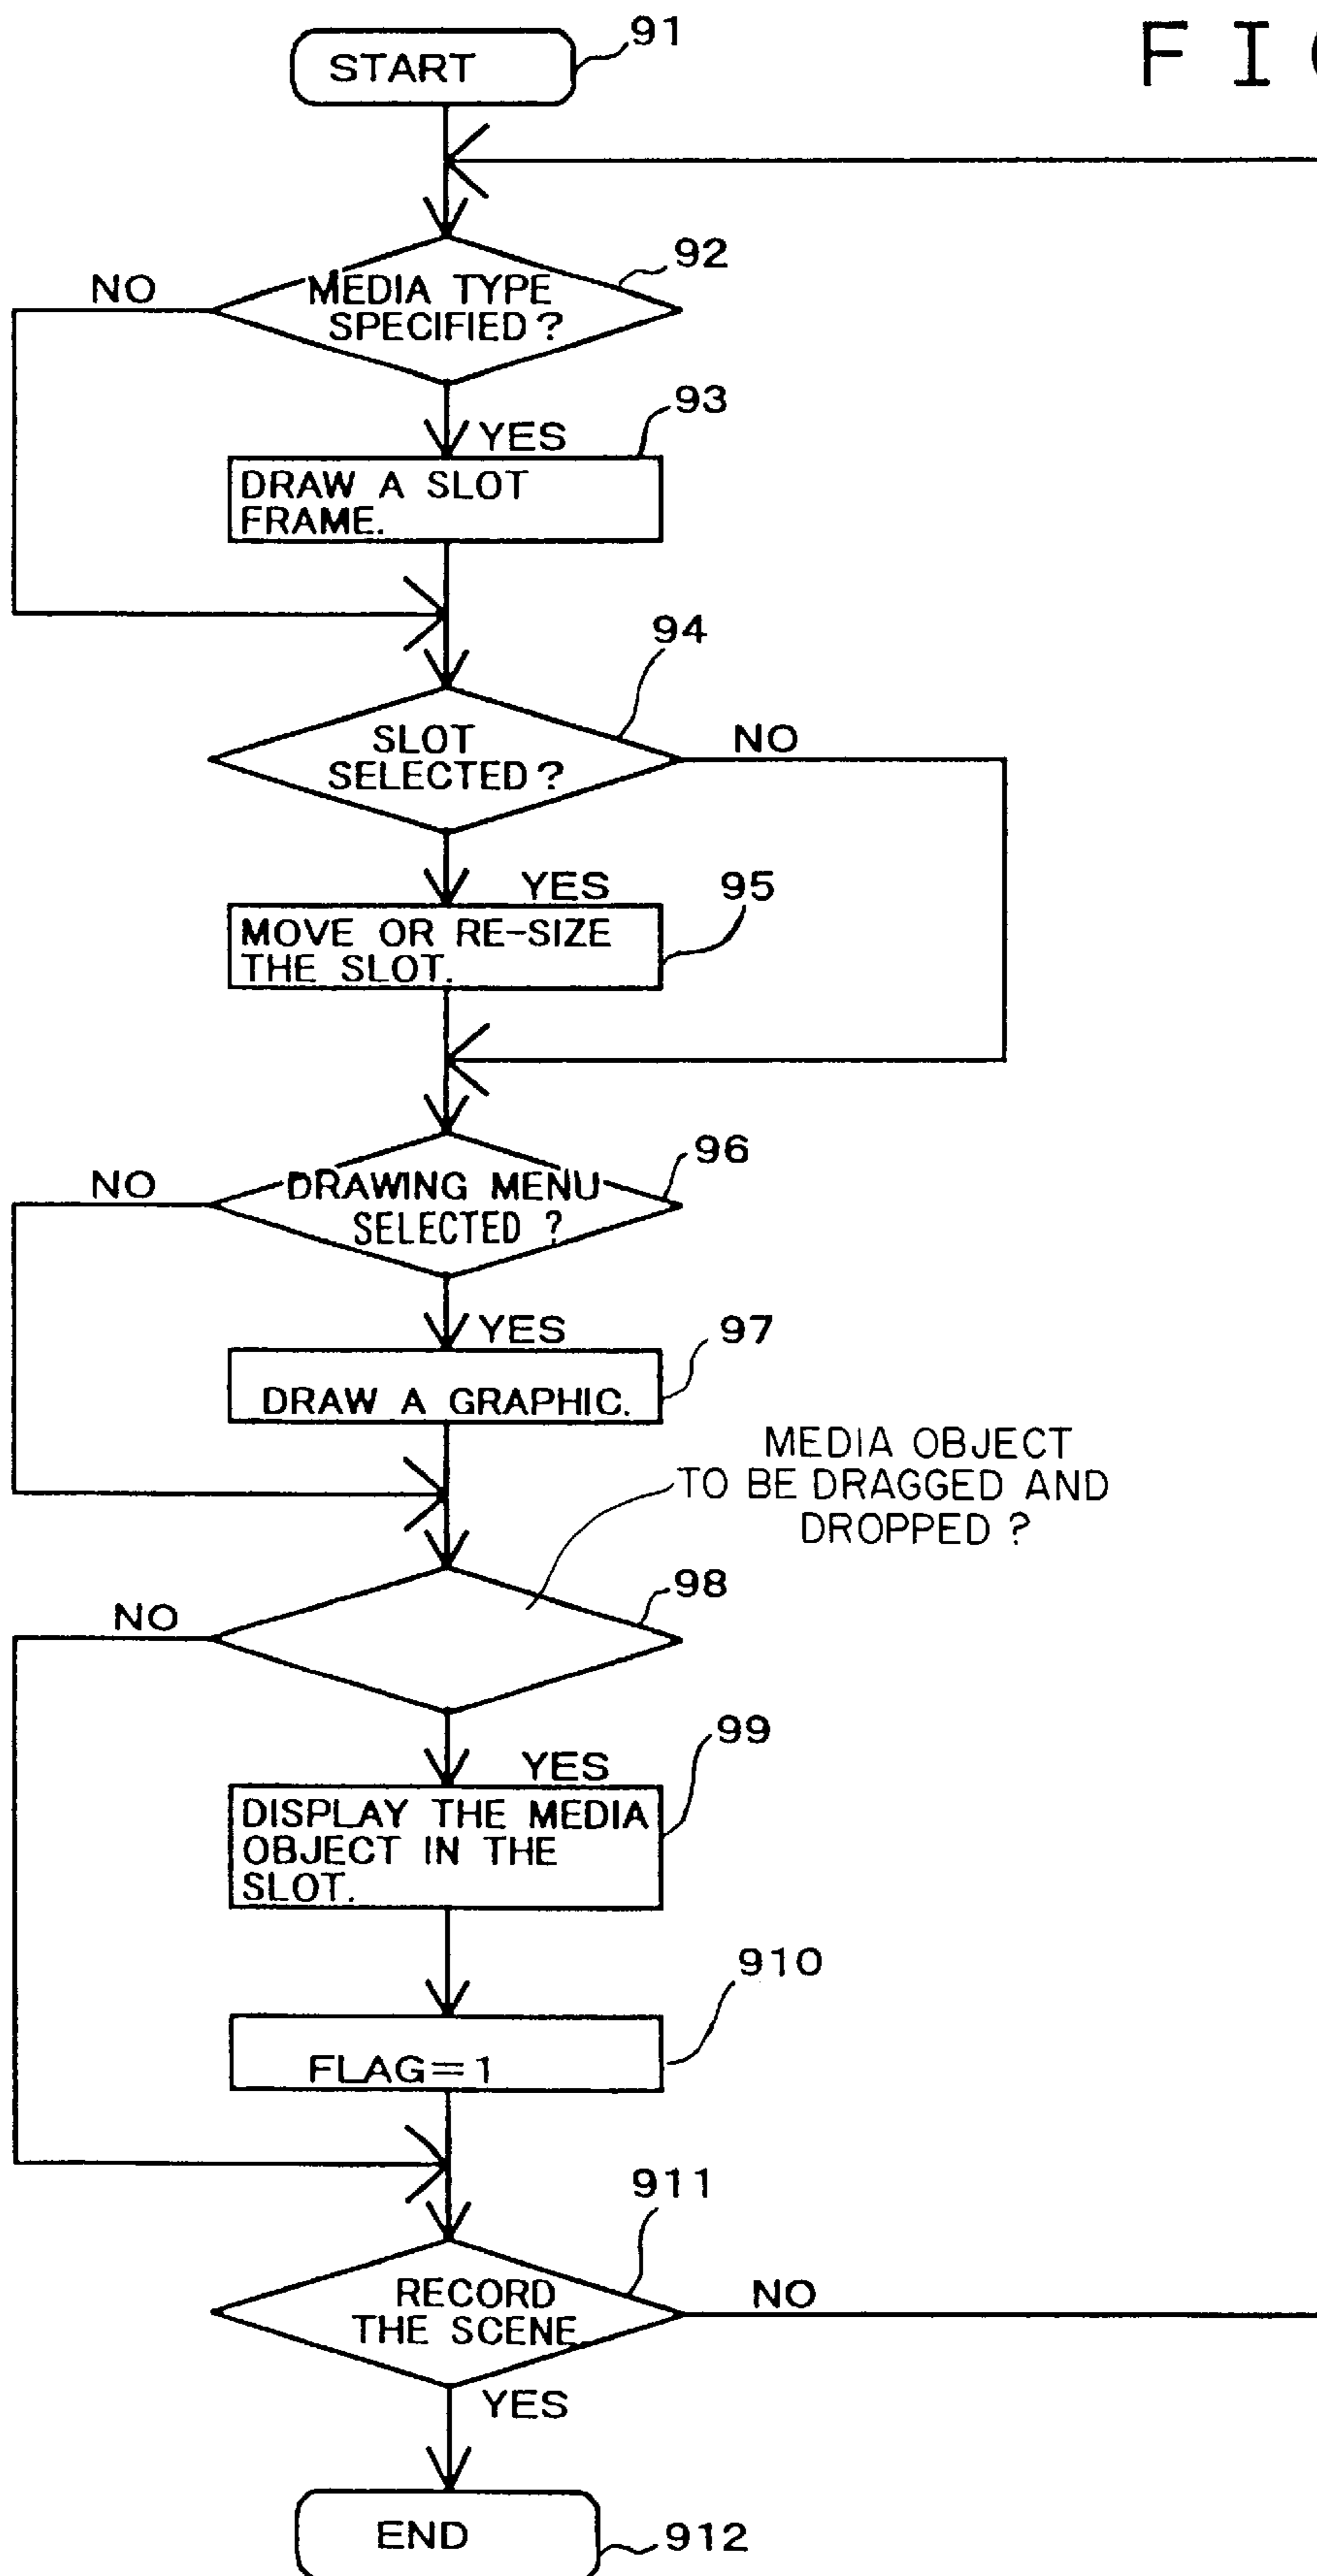 START
91
F I
NO
MEDIA TYPE
SPECIFIED ?
92
YES
93
DRAW A SLOT
FRAME.
94
SLOT
SELECTED ?
NO
YES
95
MOVE OR RE-SIZE
THE SLOT.
96
NO
DRAWING MENU
SELECTED ?
YES
97
DRAW A GRAPHIC.
MEDIA OBJECT
TO BE DRAGGED AND
DROPPED ?
98
NO
99
YES
DISPLAY THE MEDIA
OBJECT IN THE
SLOT.
910
FLAG=1
911
RECORD
THE SCENE
NO
YES
END
912